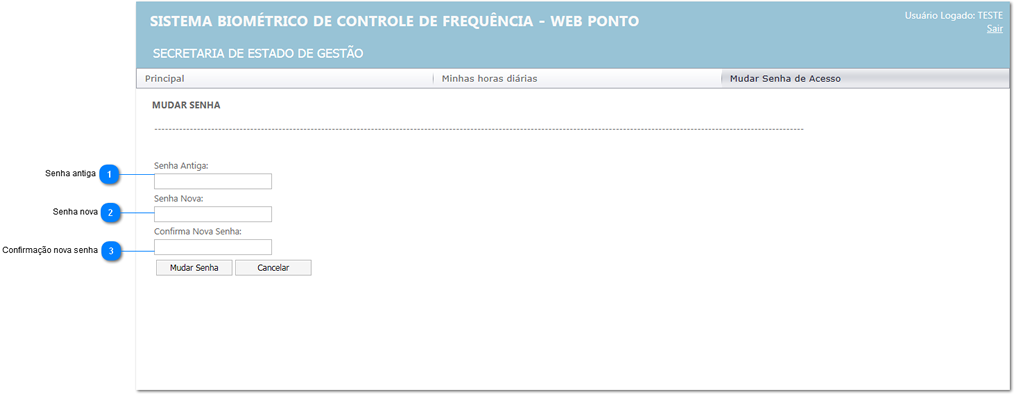 SISTEMA BIOMÉTRICO DE CONTROLE DE FREQUÊNCIA - WEB PONTO
Usuário Logado: TESTE
Sair
SECRETARIA DE ESTADO DE GESTÃO
Principal
Minhas horas diárias
Mudar Senha de Acesso
MUDAR SENHA
Senha Antiga:
Senha antiga 1
Senha Nova:
Senha nova 2
Confirma Nova Senha:
Confirmação nova senha 3
Mudar Senha
Cancelar